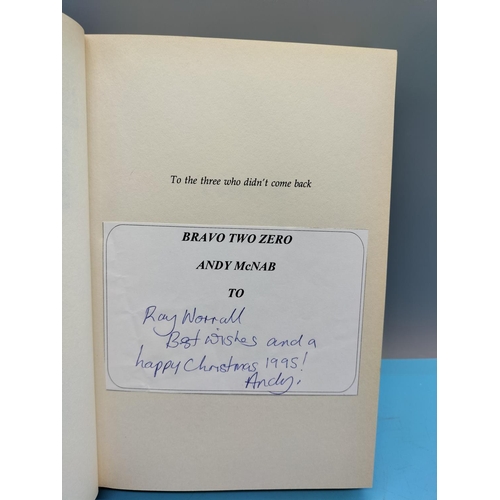 To the three who didn't come back
BRAVO TWO ZERO
ANDY McNAB
TO
Ray Worrall
Best wishes and a
happy Christmas 1995!
Andy.